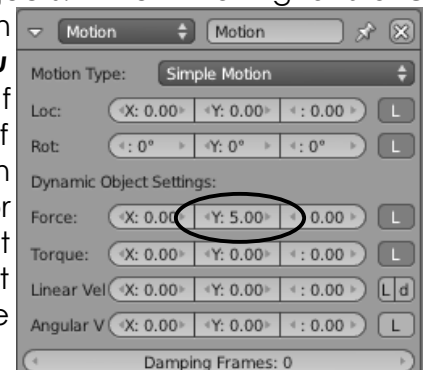 Motion Motion
Motion Type: Simple Motion
Loc: X: 0.00 Y: 0.00 : 0.00 L
Rot: : 0° Y: 0° : 0° L
Dynamic Object Settings:
Force: X: 0.00 Y: 5.00 : 0.00 L
Torque: X: 0.00 Y: 0.00 : 0.00 L
Linear Vel X: 0.00 Y: 0.00 : 0.00 L d
Angular V X: 0.00 Y: 0.00 : 0.00 L
Damping Frames: 0